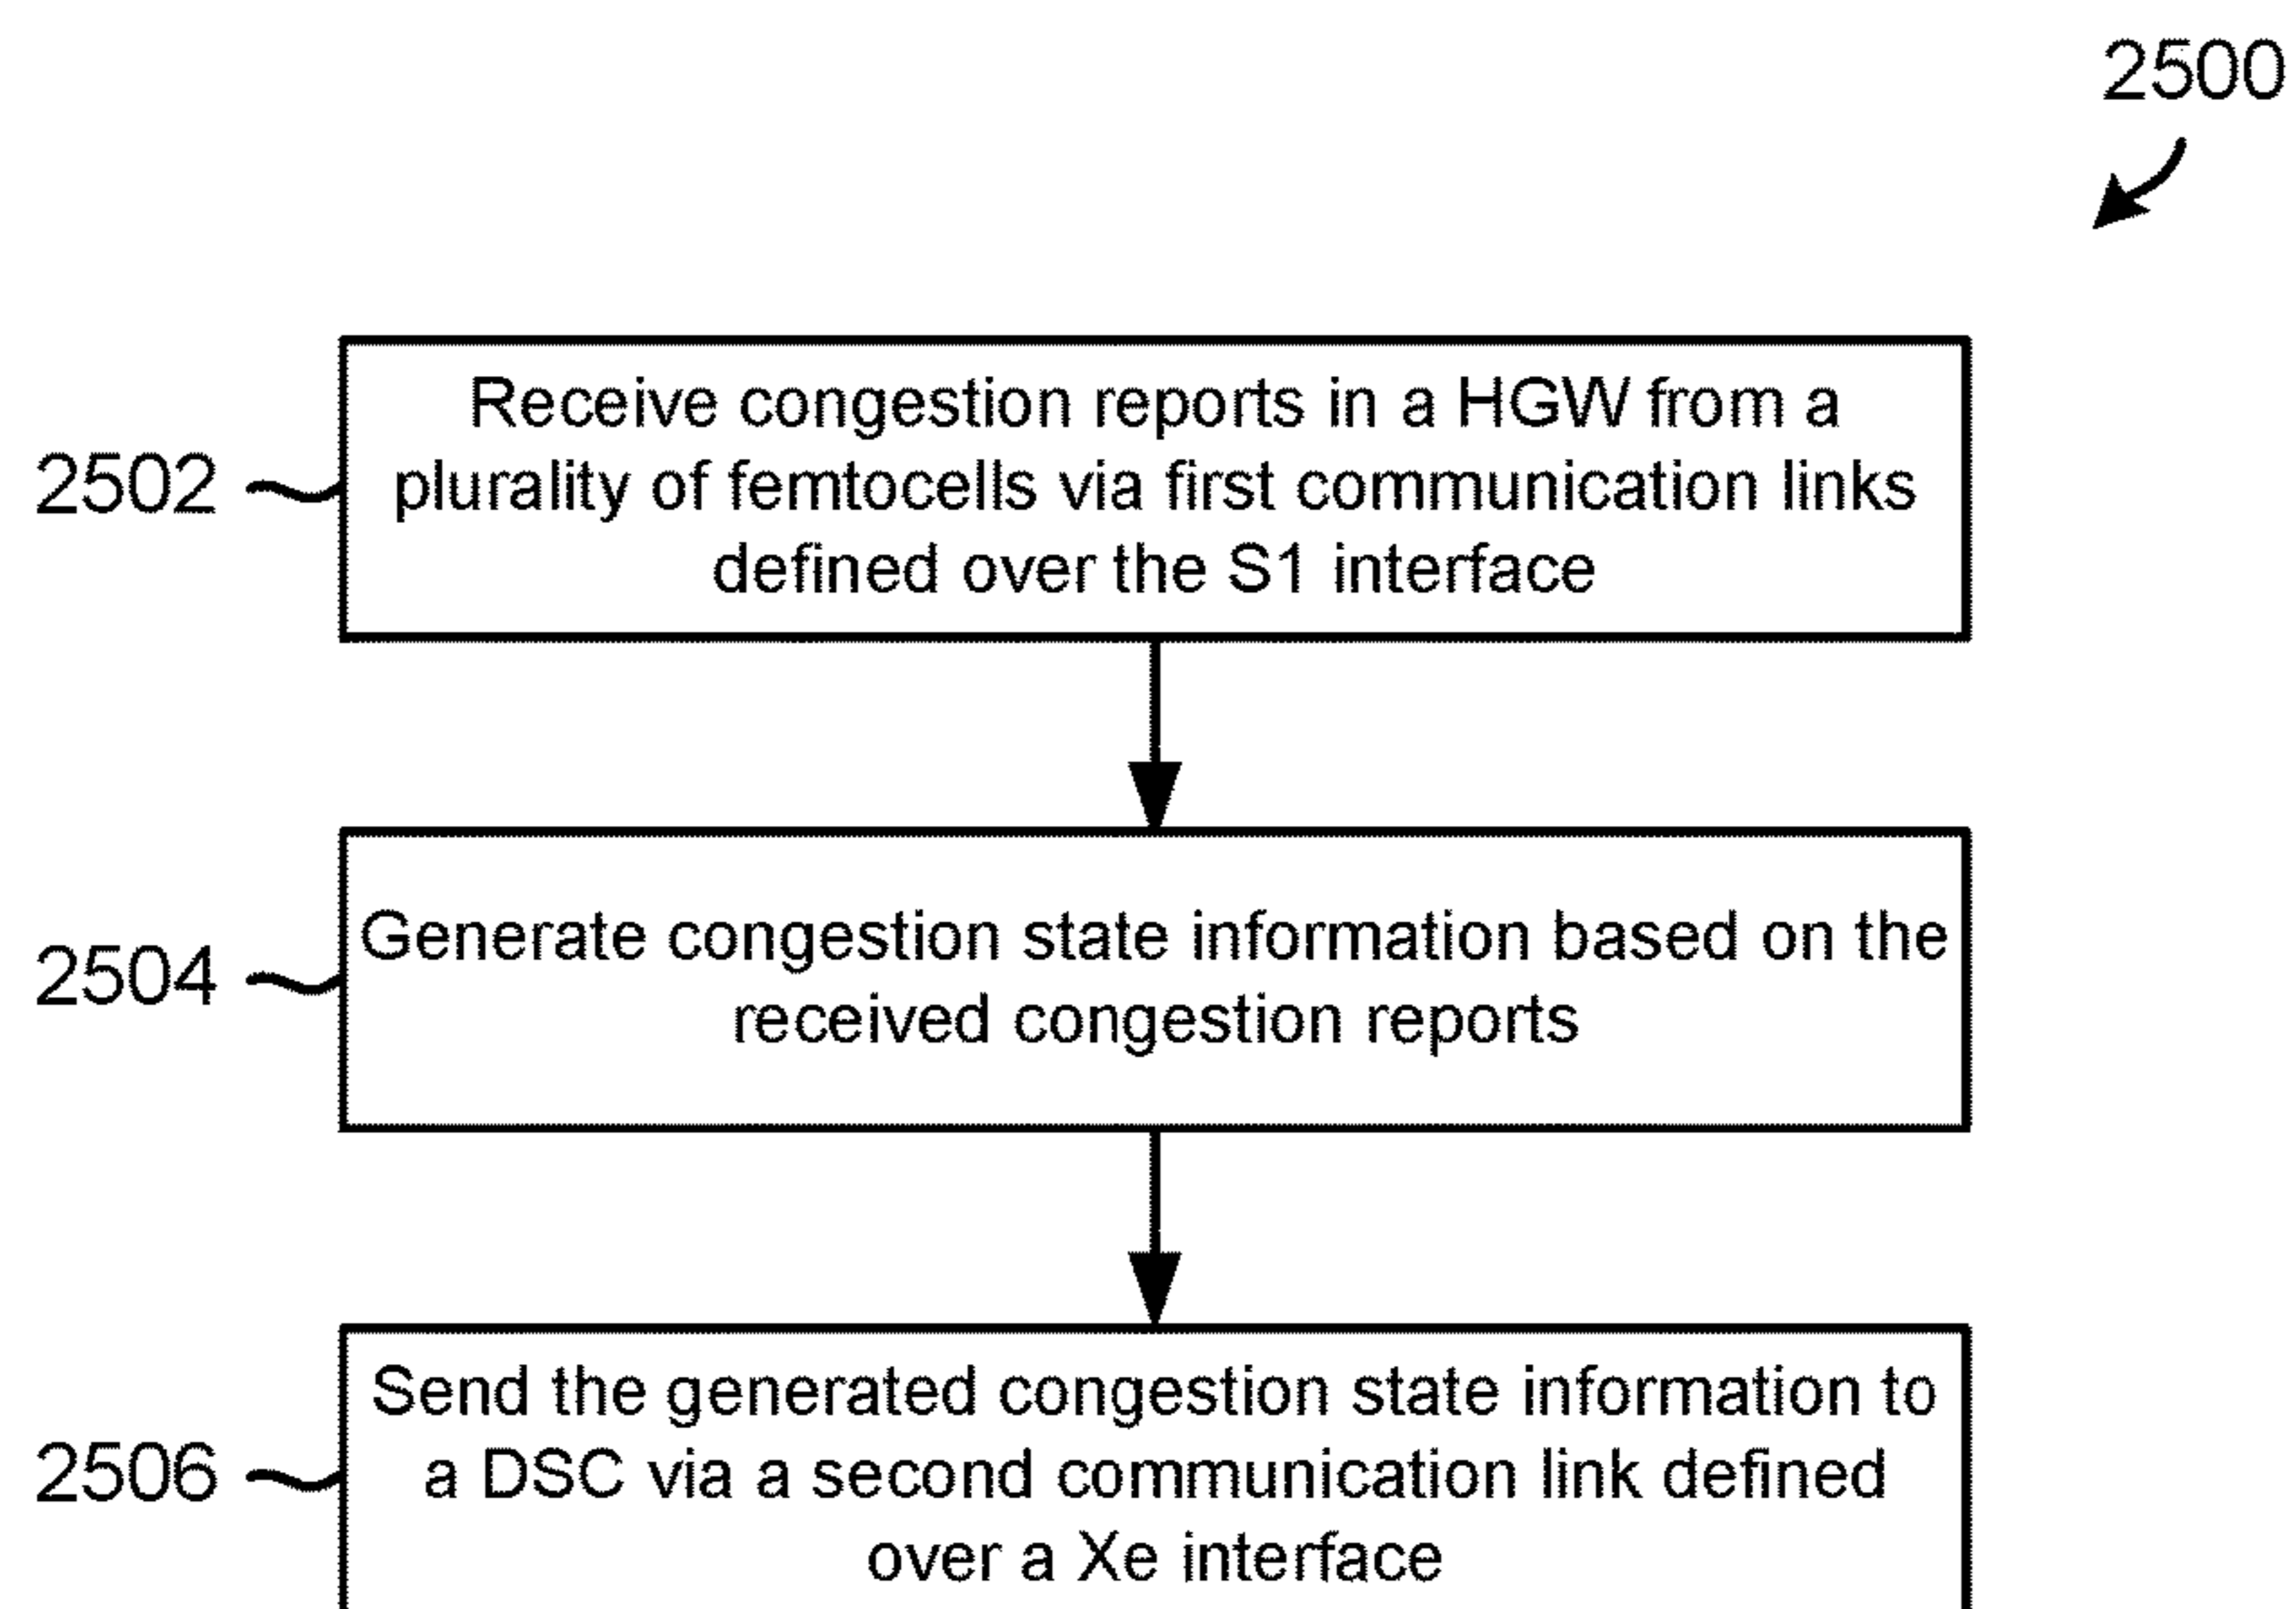 2500
2502
Receive congestion reports in a HGW from a
plurality of femtocells via first communication links
defined over the S1 interface
2504
Generate congestion state information based on the
received congestion reports
2506
Send the generated congestion state information to
a DSC via a second communication link defined
over a Xe interface